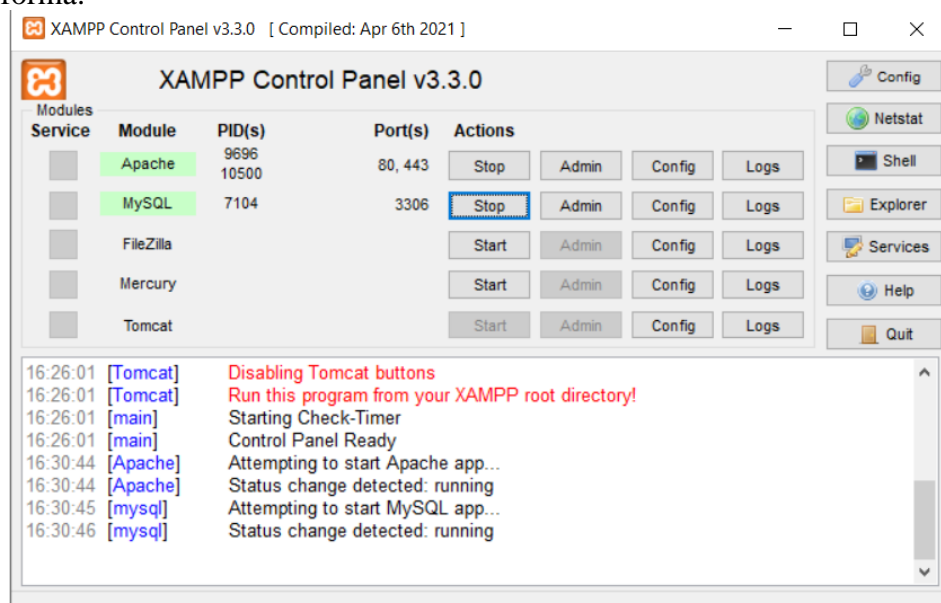 forma:
XAMPP Control Panel v3.3.0 [ Compiled: Apr 6th 2021 ]
XAMPP Control Panel v3.3.0
Config
Modules
Service Module PID(s) Port(s) Actions
Netstat
Apache 9696 10500 80, 443 Stop Admin Config Logs
Shell
MySQL 7104 3306 Stop Admin Config Logs
Explorer
FileZilla Start Admin Config Logs
Services
Mercury Start Admin Config Logs
Help
Tomcat Start Admin Config Logs
Quit
16:26:01 [Tomcat] Disabling Tomcat buttons
16:26:01 [Tomcat] Run this program from your XAMPP root directory!
16:26:01 [main] Starting Check-Timer
16:26:01 [main] Control Panel Ready
16:30:44 [Apache] Attempting to start Apache app...
16:30:44 [Apache] Status change detected: running
16:30:45 [mysql] Attempting to start MySQL app...
16:30:46 [mysql] Status change detected: running